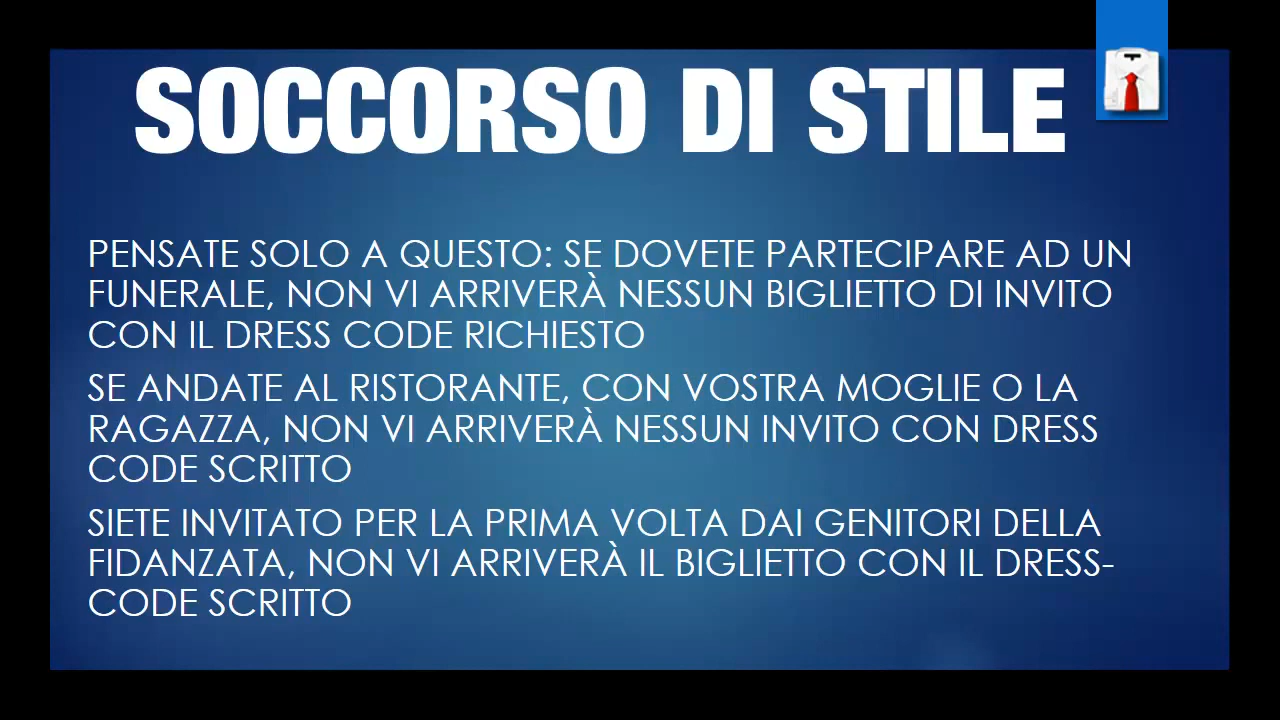 SOCCORSO DI STILE
PENSATE SOLO A QUESTO: SE DOVETE PARTECIPARE AD UN
FUNERALE, NON VI ARRIVERÀ NESSUN BIGLIETTO DI INVITO
CON IL DRESS CODE RICHIESTO
SE ANDATE AL RISTORANTE, CON VOSTRA MOGLIE O LA
RAGAZZA, NON VI ARRIVERÀ NESSUN INVITO CON DRESS
CODE SCRITTO
SIETE INVITATO PER LA PRIMA VOLTA DAI GENITORI DELLA
FIDANZATA, NON VI ARRIVERÀ IL BIGLIETTO CON IL DRESS-
CODE SCRITTO